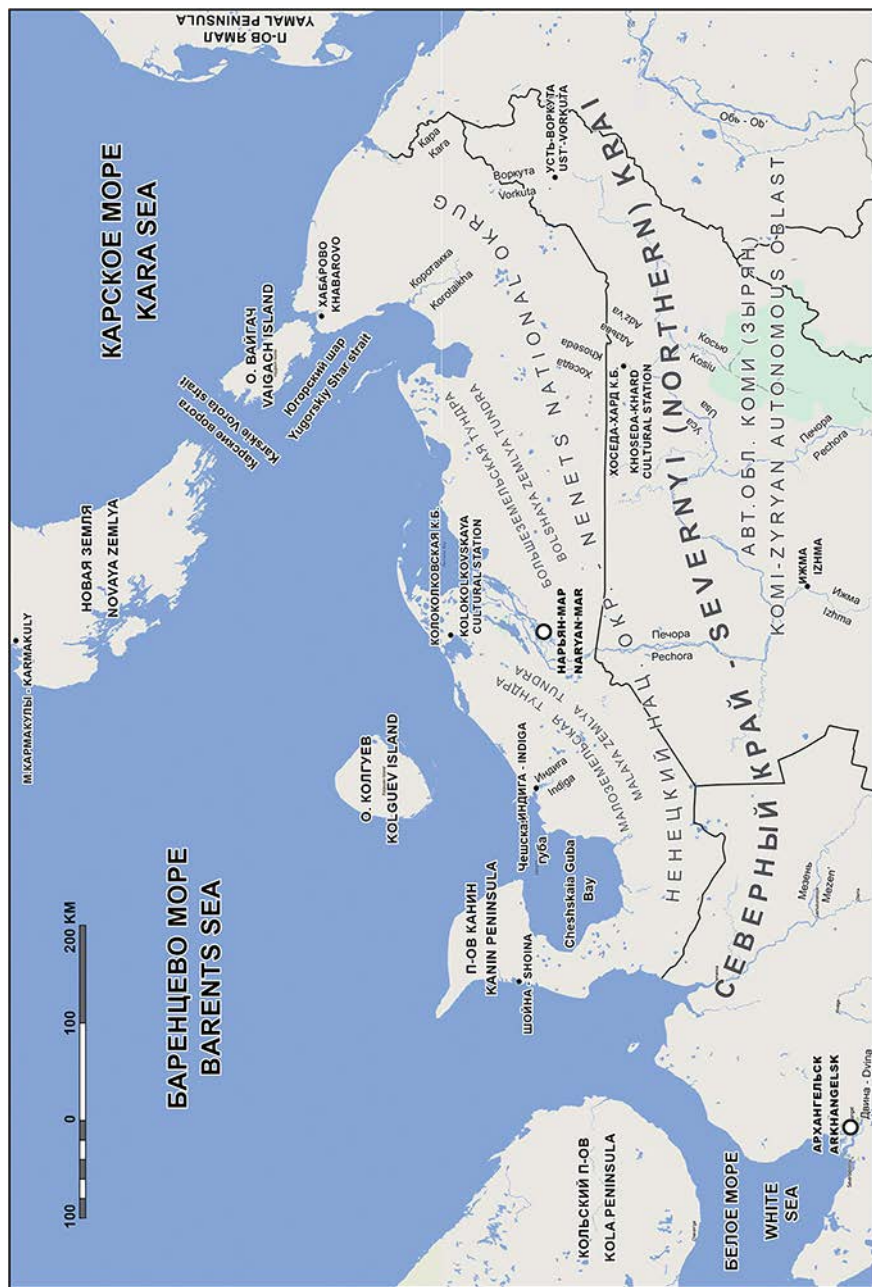 П-ОВ ЯМАЛ
YAMAL PENINSULA
КАРСКОЕ МОРЕ
KARA SEA
М.КАРМАКУЛЫ - KARMAKULY
НОВАЯ ЗЕМЛЯ
NOVAYA ZEMLYA
Карские ворота
Karskie Vorota strait
О. ВАЙГАЧ
VAIGACH ISLAND
ХАБАРОВО
KHABAROVO
Югорский шар
Yugorskiy Shar strait
БАРЕНЦЕВО МОРЕ
BARENTS SEA
100
0
100
200 KM
О. КОЛГУЕВ
KOLGUEV ISLAND
П-ОВ КАНИН
KANIN PENINSULA
ШОЙНА - SHOINA
Чешская
губа
Cheshskaia Guba
Bay
ИНДИГА - INDIGA
Индига
Indiga
КОЛОКОЛКОВСКАЯ К.Б.
KOLOKOLKOVSKAYA
CULTURAL STATION
МАЛОЗЕМЕЛЬСКАЯ ТУНДРА
MALAYA ZEMLYA TUNDRA
БОЛЬШЕЗЕМЕЛЬСКАЯ ТУНДРА
BOLSHAYA ZEMLYA TUNDRA
НАРЬЯН-МАР
NARYAN-MAR
НЕНЕЦКИЙ НАЦ. ОКР. - NENETS NATIONAL OKRUG
Коротаиха
Korotaikha
Кара
Kara
Воркута
Vorkuta
УСТЬ-ВОРКУТА
UST'-VORKUTA
Хоседа
Khoseda
Адзьва
Adz'va
ХОСЕДА-ХАРД К.Б.
KHOSEDA-KHARD
CULTURAL STATION
Уса
Usa
Косью
Kosiu
Обь - Ob'
СЕВЕРНЫЙ КРАЙ - SEVERNYI (NORTHERN) KRAI
АВТ.ОБЛ. КОМИ (ЗЫРЯН)
KOMI-ZYRYAN AUTONOMOUS OBLAST
Печора
Pechora
Печора
Pechora
ИЖМА
IZHMA
Ижма
Izhma
Мезень
Mezen'
КОЛЬСКИЙ П-ОВ
KOLA PENINSULA
БЕЛОЕ МОРЕ
WHITE
SEA
АРХАНГЕЛЬСК
ARKHANGELSK
Двина - Dvina